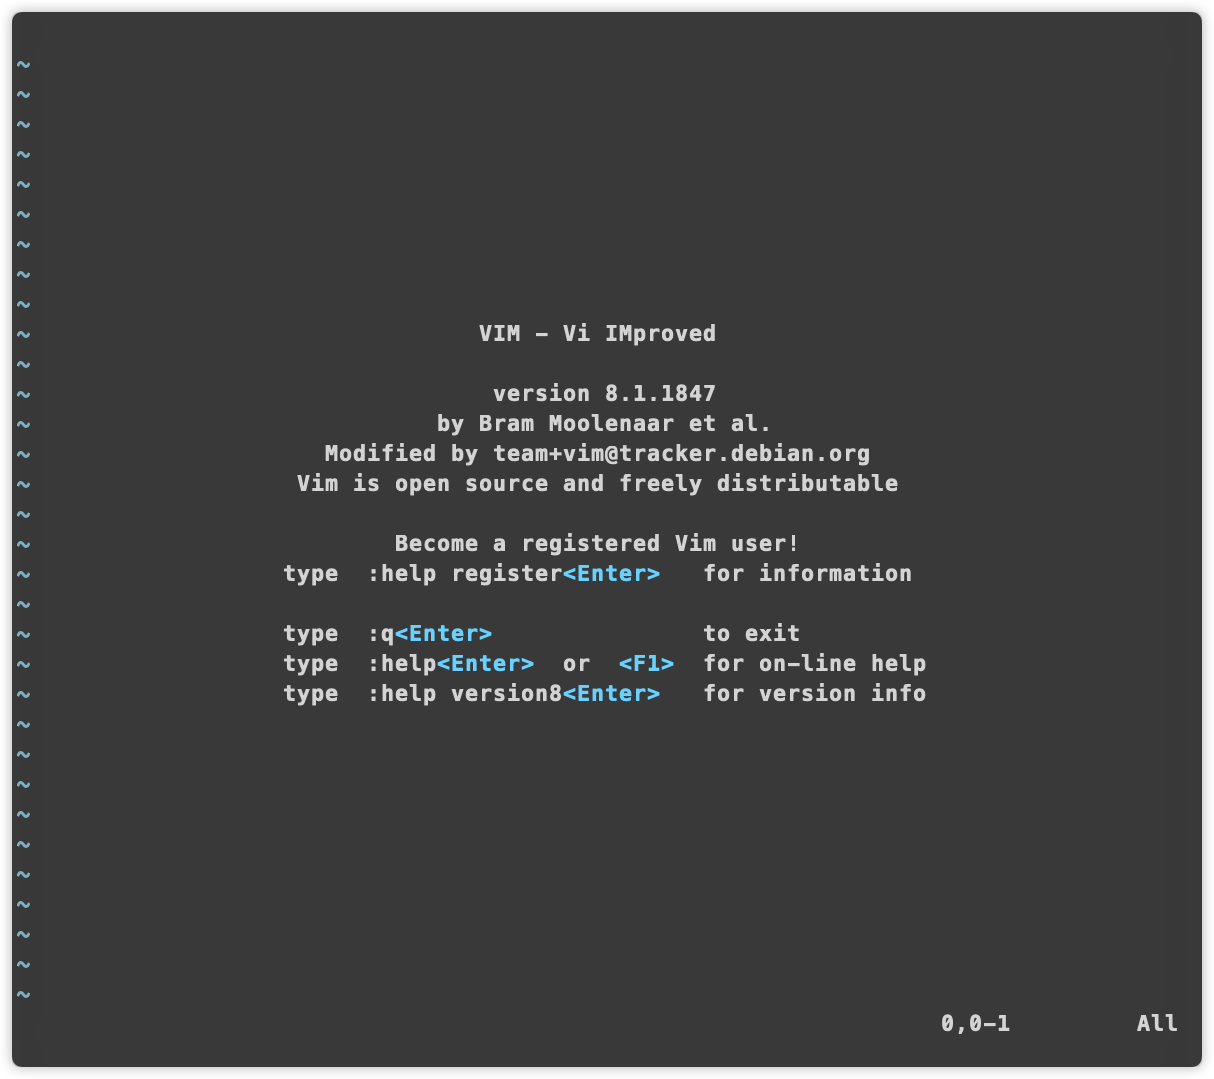 ~
~
~
~
~
~
~
~
~
~ VIM - Vi IMproved
~
~ version 8.1.1847
~ by Bram Moolenaar et al.
~ Modified by team+vim@tracker.debian.org
~ Vim is open source and freely distributable
~
~ Become a registered Vim user!
~ type  :help register<Enter>   for information
~
~ type  :q<Enter>               to exit
~ type  :help<Enter>  or  <F1>  for on-line help
~ type  :help version8<Enter>   for version info
~
~
~
~
~
~
~
~
~
~
0,0-1         All